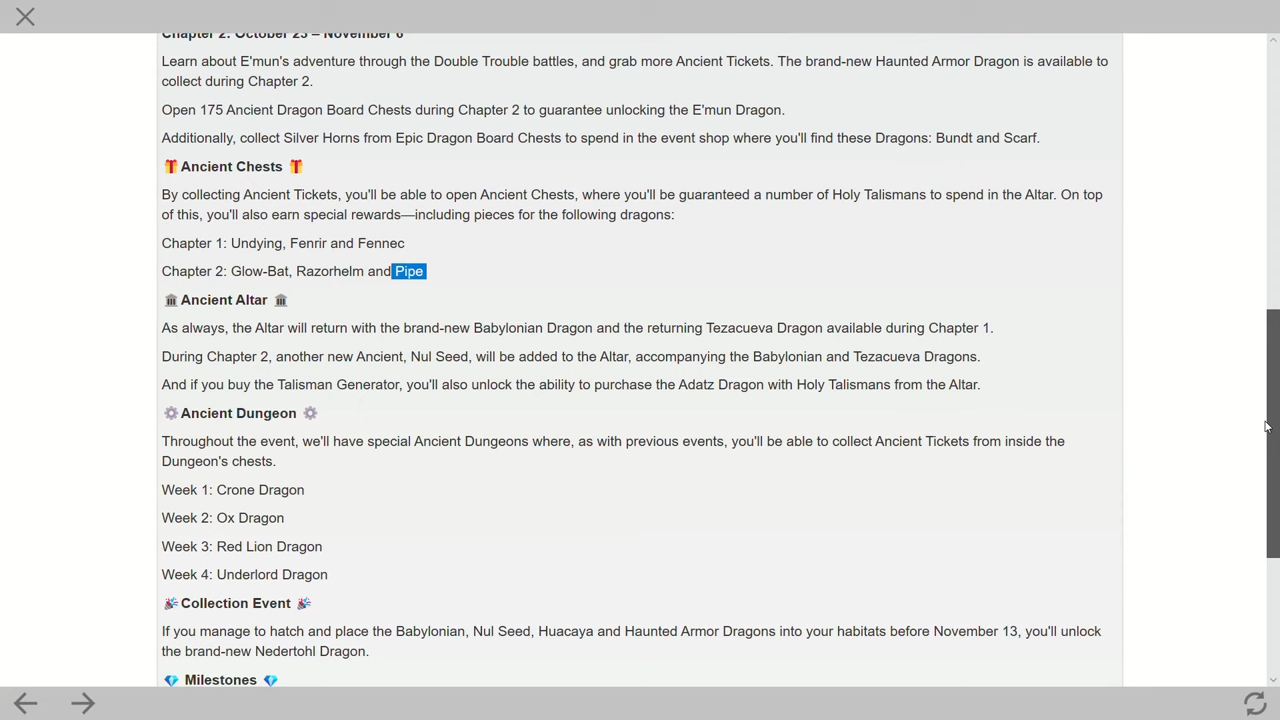 Chapter 2: October 23 – November 6
Learn about E'mun's adventure through the Double Trouble battles, and grab more Ancient Tickets. The brand-new Haunted Armor Dragon is available to
collect during Chapter 2.
Open 175 Ancient Dragon Board Chests during Chapter 2 to guarantee unlocking the E'mun Dragon.
Additionally, collect Silver Horns from Epic Dragon Board Chests to spend in the event shop where you'll find these Dragons: Bundt and Scarf.
Ancient Chests
By collecting Ancient Tickets, you'll be able to open Ancient Chests, where you'll be guaranteed a number of Holy Talismans to spend in the Altar. On top
of this, you'll also earn special rewards—including pieces for the following dragons:
Chapter 1: Undying, Fenrir and Fennec
Chapter 2: Glow-Bat, Razorhelm and Pipe
Ancient Altar
As always, the Altar will return with the brand-new Babylonian Dragon and the returning Tezacueva Dragon available during Chapter 1.
During Chapter 2, another new Ancient, Nul Seed, will be added to the Altar, accompanying the Babylonian and Tezacueva Dragons.
And if you buy the Talisman Generator, you'll also unlock the ability to purchase the Adatz Dragon with Holy Talismans from the Altar.
Ancient Dungeon
Throughout the event, we'll have special Ancient Dungeons where, as with previous events, you'll be able to collect Ancient Tickets from inside the
Dungeon's chests.
Week 1: Crone Dragon
Week 2: Ox Dragon
Week 3: Red Lion Dragon
Week 4: Underlord Dragon
Collection Event
If you manage to hatch and place the Babylonian, Nul Seed, Huacaya and Haunted Armor Dragons into your habitats before November 13, you'll unlock
the brand-new Nedertohl Dragon.
Milestones